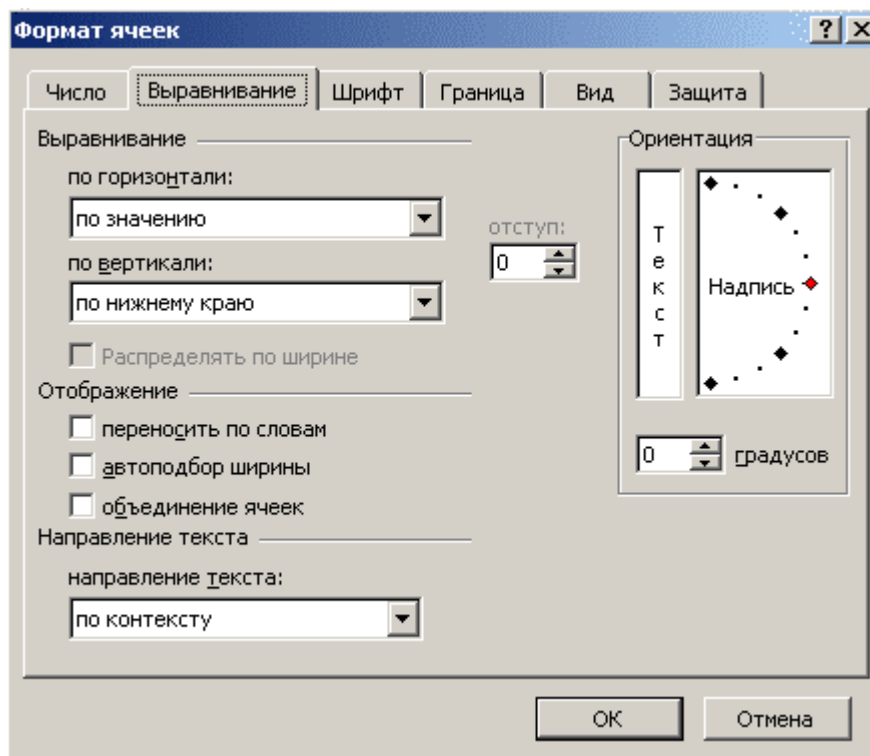 Формат ячеек
Число Выравнивание Шрифт Граница Вид Защита
Выравнивание
по горизонтали:
по значению
отступ:
0
по вертикали:
по нижнему краю
Распределять по ширине
Отображение
переносить по словам
автоподбор ширины
объединение ячеек
Направление текста
направление текста:
по контексту
Ориентация
Текст
Надпись
0 градусов
ОК Отмена